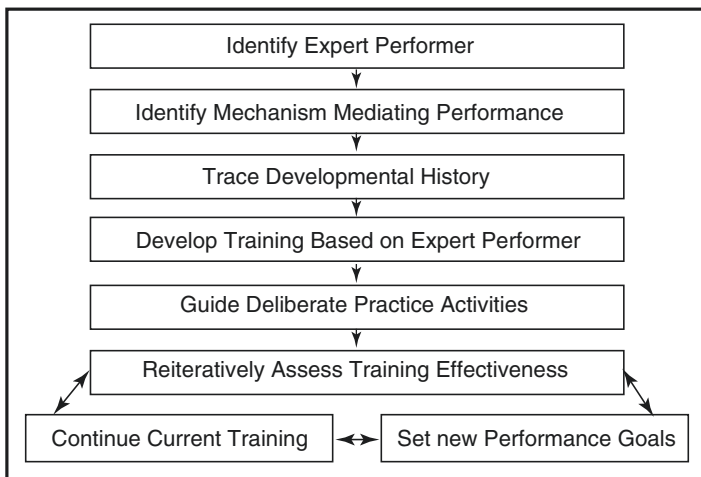 Identify Expert Performer
Identify Mechanism Mediating Performance
Trace Developmental History
Develop Training Based on Expert Performer
Guide Deliberate Practice Activities
Reiteratively Assess Training Effectiveness
Continue Current Training
Set new Performance Goals